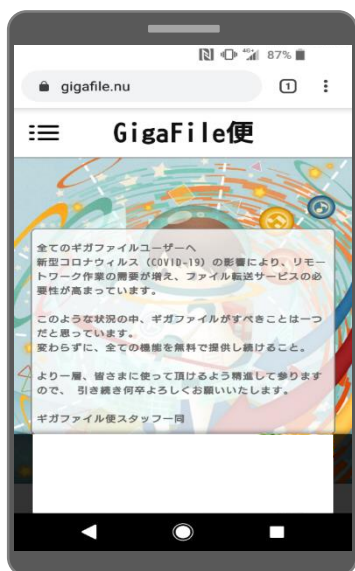 87%
gigafile.nu
1
GigaFile便
全てのギガファイルユーザーへ
新型コロナウィルス（COVID-19）の影響により、リモー
トワーク作業の需要が増え、ファイル転送サービスの必
要性が高まっています。
このような状況の中、ギガファイルがすべきことは一つ
だと思っています。
変わらずに、全ての機能を無料で提供し続けること。
より一層、皆さまに使って頂けるよう精進して参ります
ので、 引き続き何卒よろしくお願いいたします。
ギガファイル便スタッフ一同